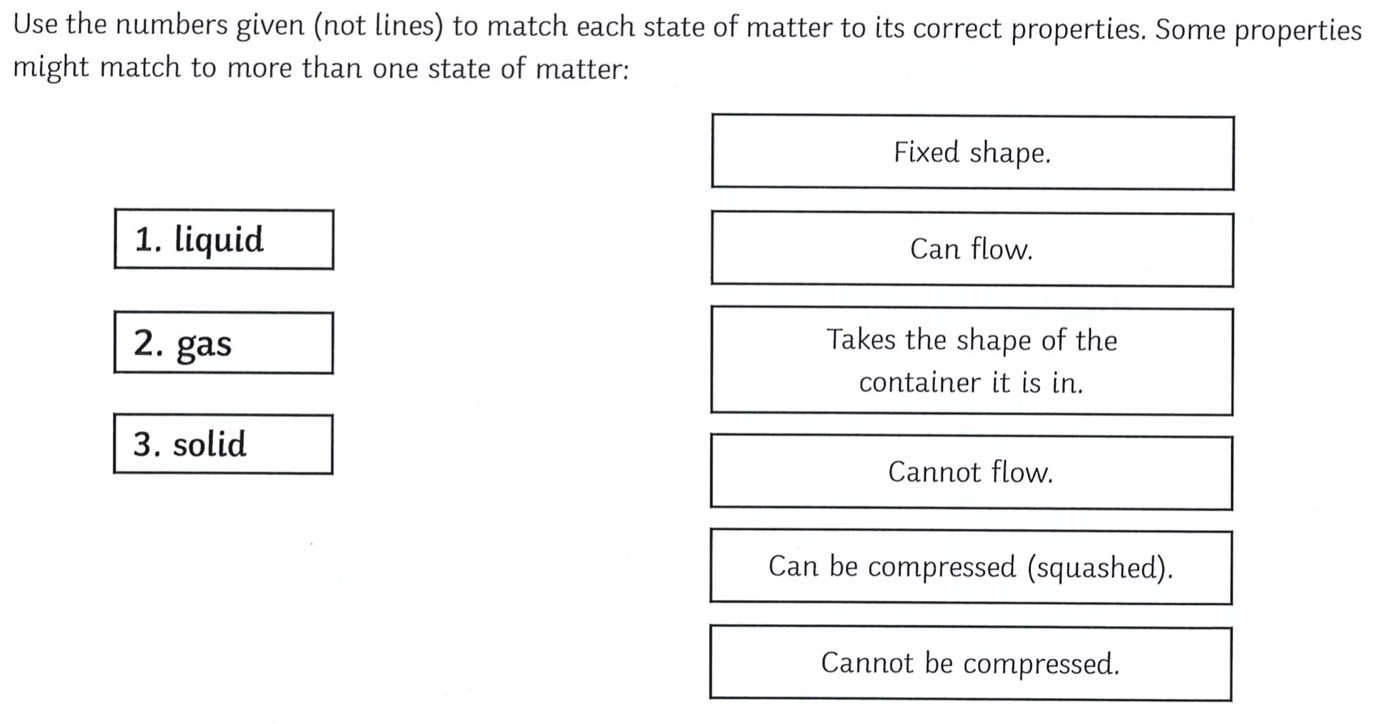 Use the numbers given (not lines) to match each state of matter to its correct properties. Some properties
might match to more than one state of matter:
1. liquid
2. gas
3. solid
Fixed shape.
Can flow.
Takes the shape of the
container it is in.
Cannot flow.
Can be compressed (squashed).
Cannot be compressed.